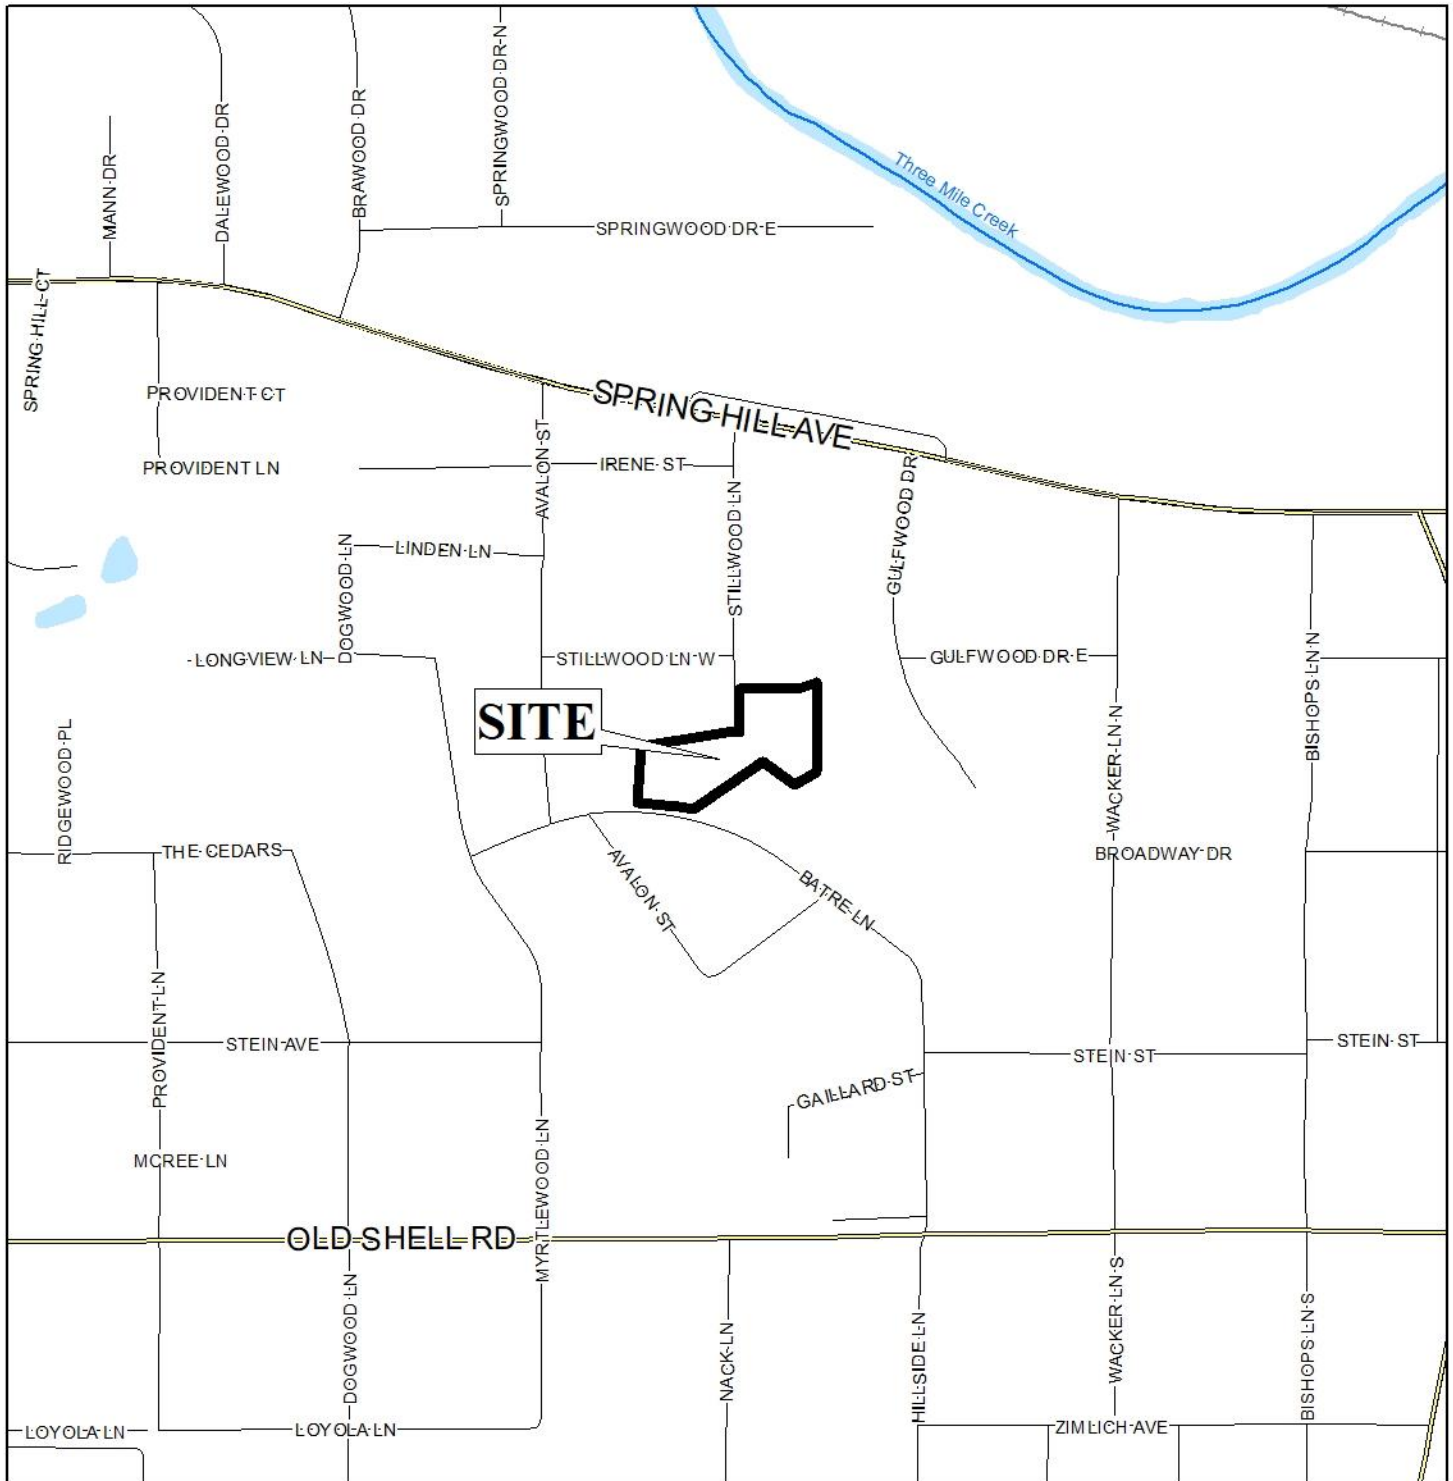 SPRINGWOOD DR N
BRAWOOD DR
DALEWOOD DR
MANN DR
Three Mile Creek
SPRINGWOOD DR E
SPRING HILL CT
PROVIDENT CT
SPRING HILL AVE
AVALON ST
PROVIDENT LN
IRENE ST
GULFWOOD DR
STILLWOOD LN
LINDEN LN
DOGWOOD LN
LONGVIEW LN
STILLWOOD LN W
GULFWOOD DR E
BISHOPS LN N
SITE
WACKER LN N
RIDGEWOOD PL
THE CEDARS
AVALON ST
BATRE LN
BROADWAY DR
PROVIDENT LN
STEIN AVE
STEIN ST
STEIN ST
GAILLARD ST
MCREE LN
MYRTLEWOOD LN
OLD SHELL RD
DOGWOOD LN
NACK LN
HILLSIDE LN
WACKER LN S
BISHOPS LN S
LOYOLA LN
LOYOLA LN
ZIMLICH AVE